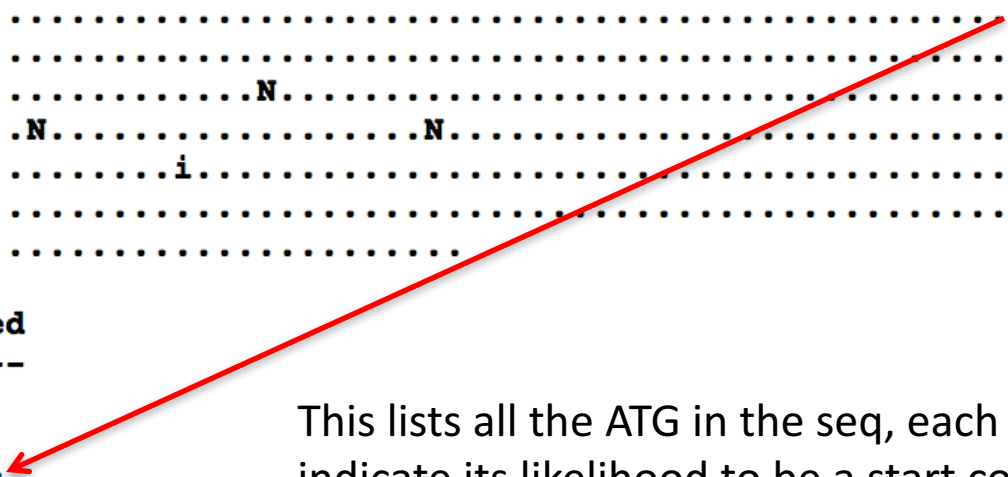 ................................................
................................................
............N...................................
.N..................N...........................
........i.......................................
................................................
......................
ed
--
This lists all the ATG in the seq, each
indicate its likelihood to be a start co